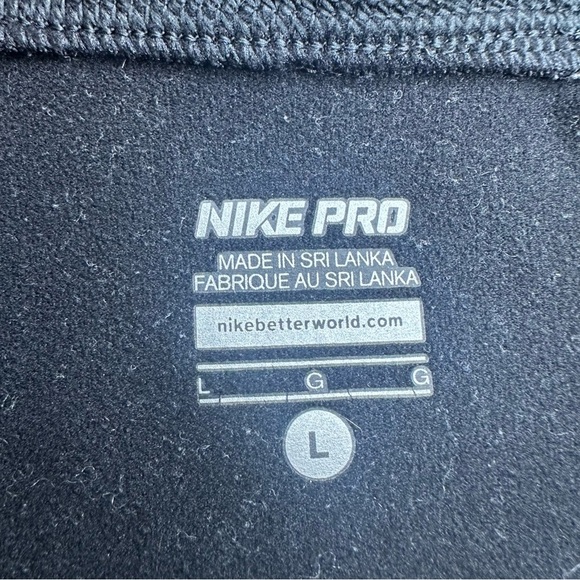 NIKE PRO
MADE IN SRI LANKA
FABRIQUE AU SRI LANKA
nikebetterworld.com
L G G
L